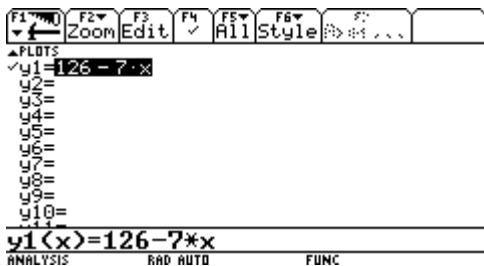 F1 F2 Zoom F3 Edit F4 ✓ F5 All F6 Style F7
▲PLOTS
✓y1=126 - 7·x
y2=
y3=
y4=
y5=
y6=
y7=
y8=
y9=
y10=
y1(x)=126-7*x
ANALYSIS RAD AUTO FUNC